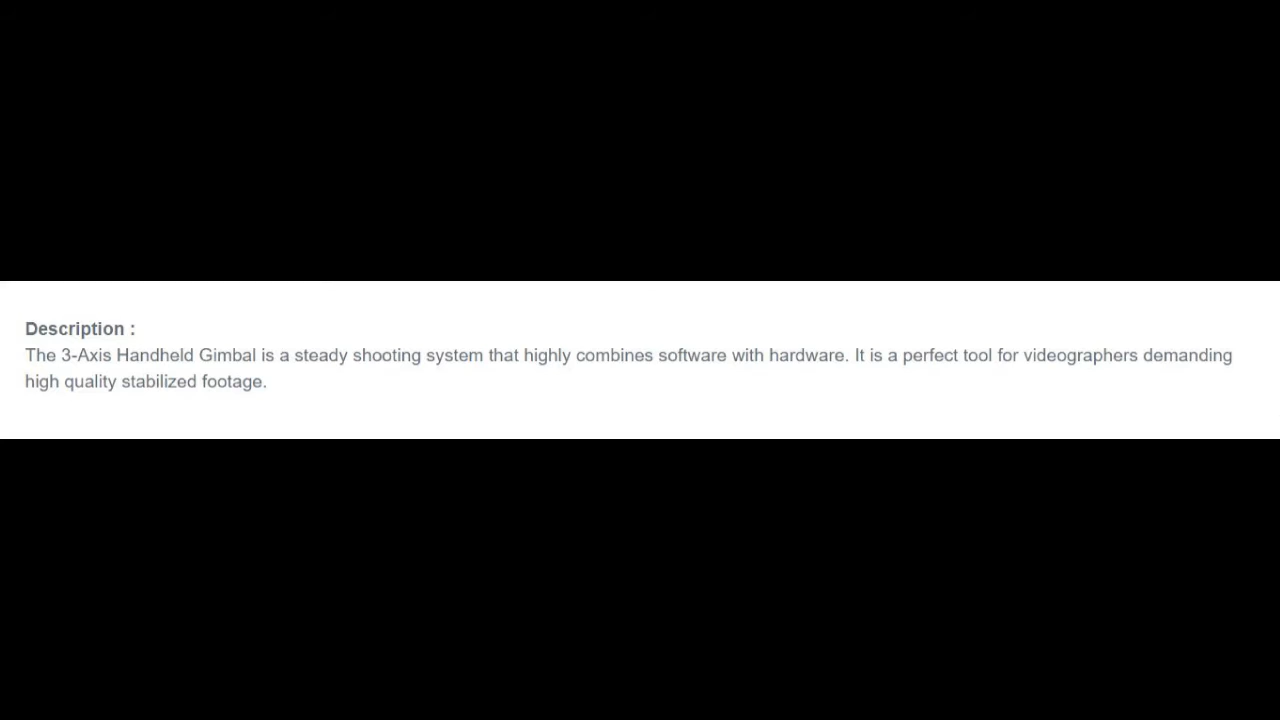 Description :
The 3-Axis Handheld Gimbal is a steady shooting system that highly combines software with hardware. It is a perfect tool for videographers demanding
high quality stabilized footage.